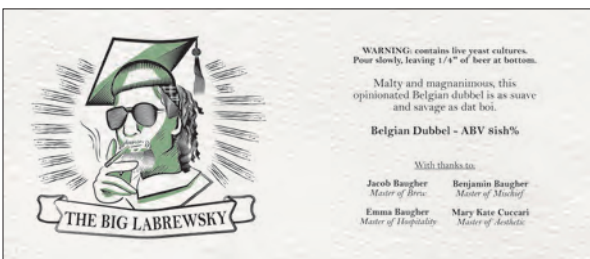 THE BIG LABREWSKY
WARNING: contains live yeast cultures.
Pour slowly, leaving 1/4" of beer at bottom.
Malty and magnanimous, this
opinionated Belgian dubbel is as suave
and savage as dat boi.
Belgian Dubbel - ABV 8ish%
With thanks to,
Jacob Baugher
Master of Brew
Benjamin Baugher
Master of Mischief
Emma Baugher
Master of Hospitality
Mary Kate Cuccari
Master of Aesthetic